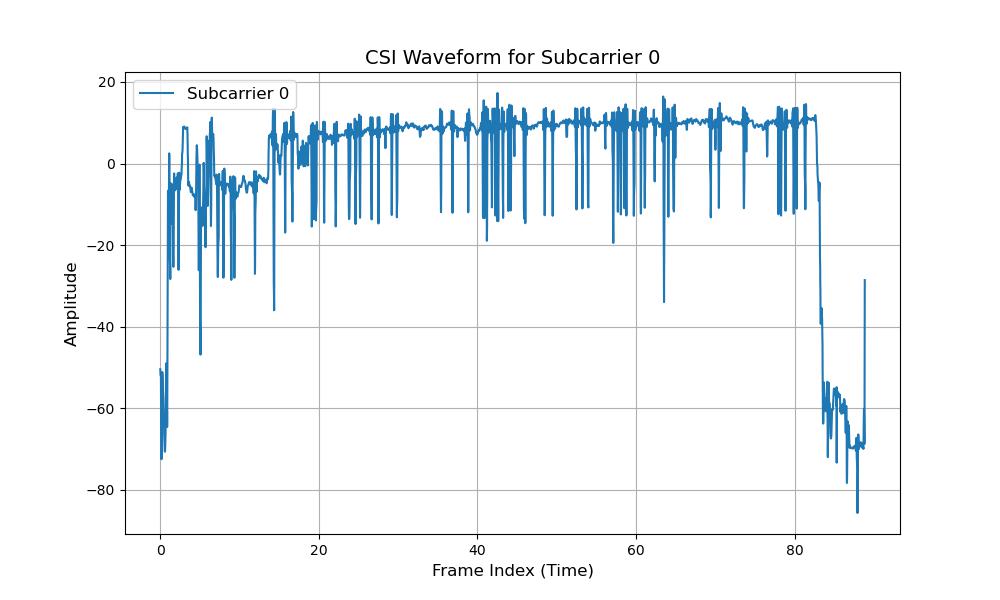 CSI Waveform for Subcarrier 0
Subcarrier 0
Amplitude
20
0
−20
−40
−60
−80
0 20 40 60 80
Frame Index (Time)